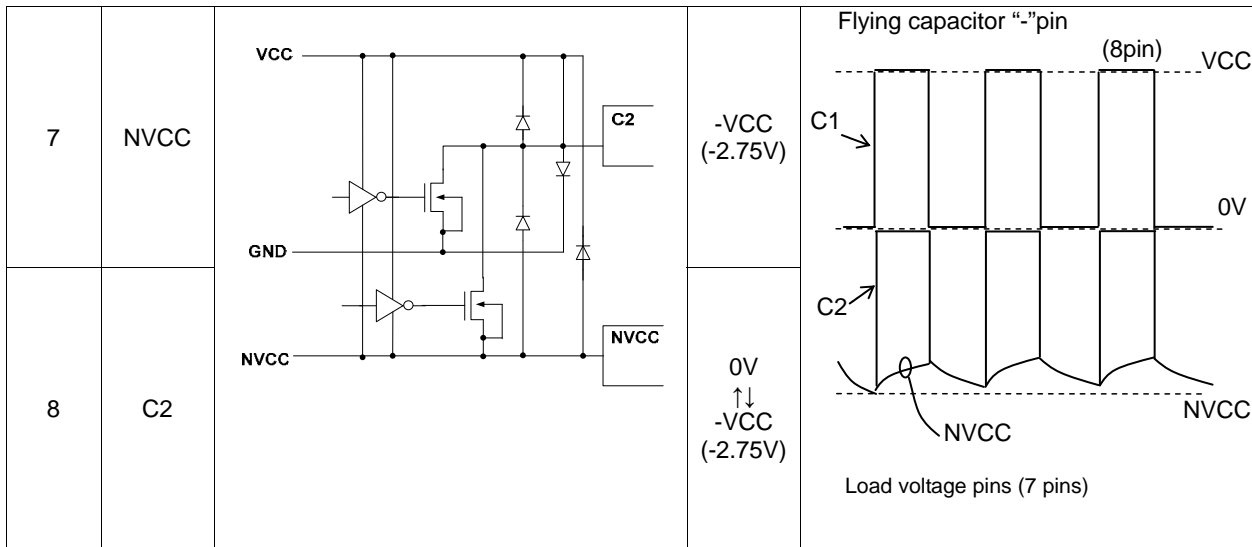 7
NVCC
VCC
C2
GND
NVCC
NVCC
-VCC
(-2.75V)
Flying capacitor “-”pin
(8pin)
VCC
C1
0V
C2
NVCC
NVCC
Load voltage pins (7 pins)
8
C2
0V
↑↓
-VCC
(-2.75V)